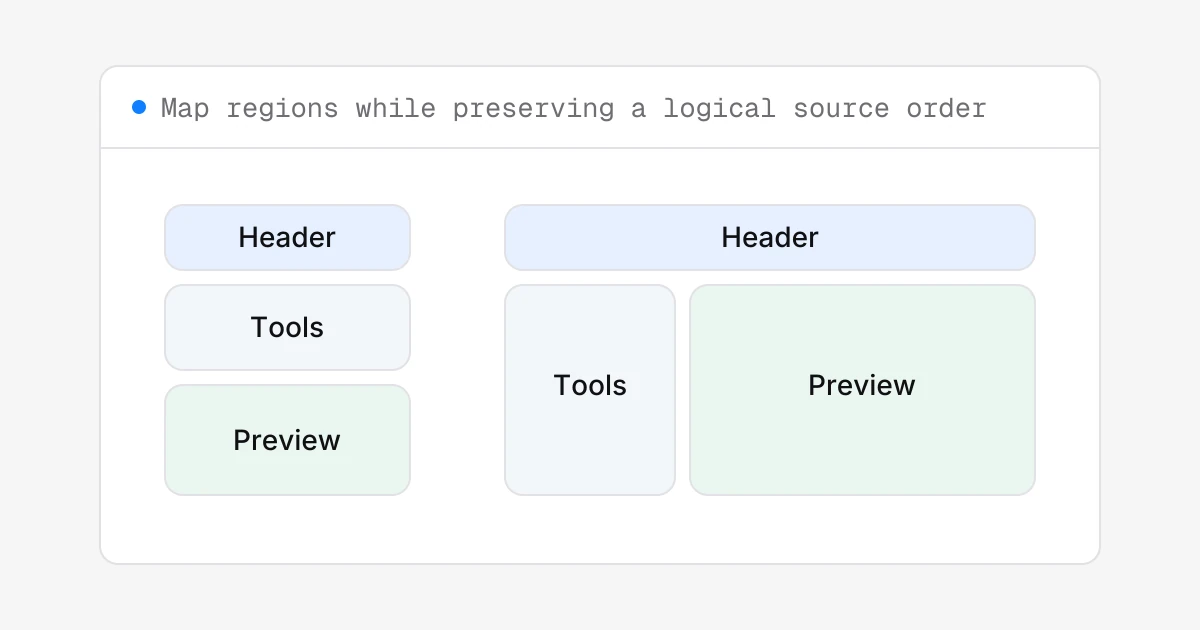 Map regions while preserving a logical source order
Header
Tools
Preview
Header
Tools
Preview